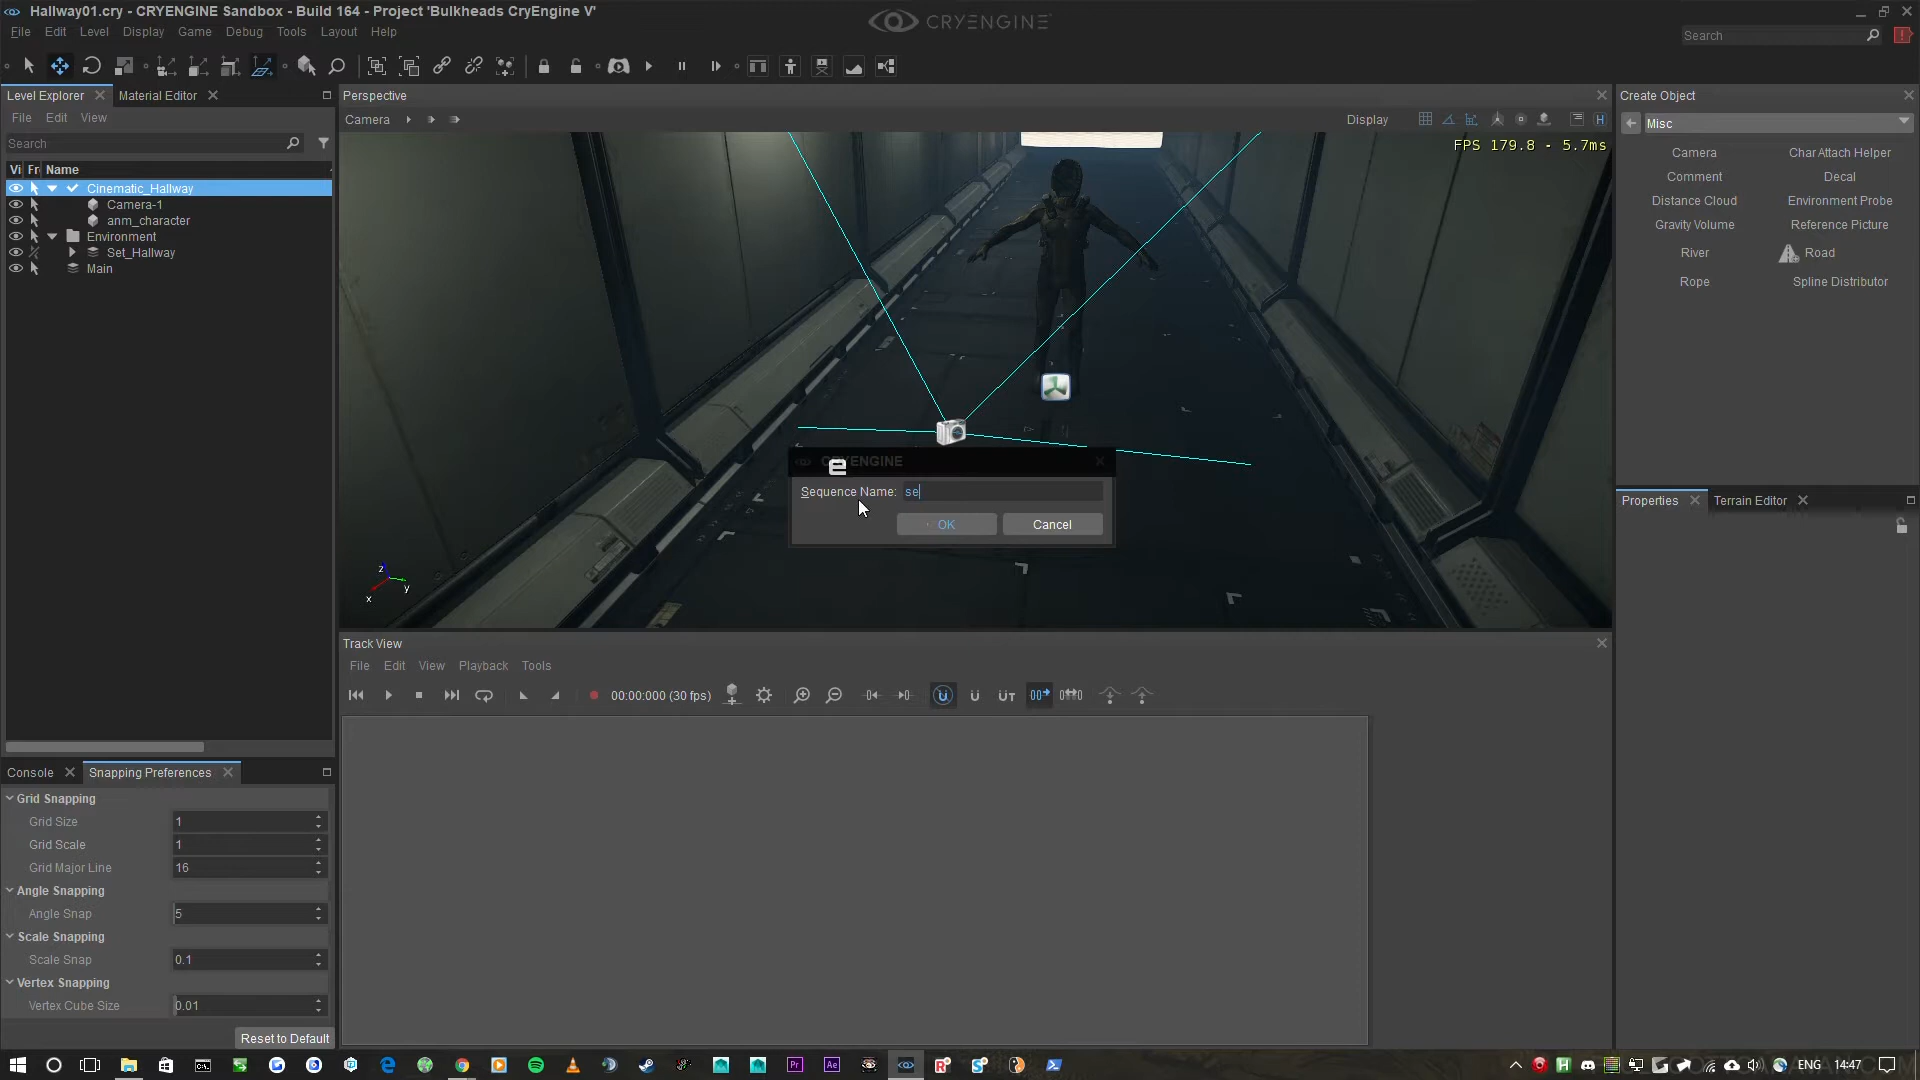 Hallway01.cry - CRYENGINE Sandbox - Build 164 - Project 'Bulkheads CryEngine V'
CRYENGINE
File Edit Level Display Game Debug Tools Layout Help
Search
Level Explorer
Material Editor
File Edit View
Search
Vi Fr Name
Cinematic_Hallway
Camera-1
anm_character
Environment
Set_Hallway
Main
Perspective
Camera
Display
FPS 179.8 - 5.7ms
CRYENGINE
Sequence Name: se
OK
Cancel
z
y
x
Create Object
Misc
Camera
CharAttach Helper
Comment
Decal
Distance Cloud
Environment Probe
Gravity Volume
Reference Picture
River
Road
Rope
Spline Distributor
Properties
Terrain Editor
Track View
File Edit View Playback Tools
00:00:000 (30 fps)
Console
Snapping Preferences
Grid Snapping
Grid Size 1
Grid Scale 1
Grid Major Line 16
Angle Snapping
Angle Snap 5
Scale Snapping
Scale Snap 0.1
Vertex Snapping
Vertex Cube Size 0.01
Reset to Default
ENG
14:47